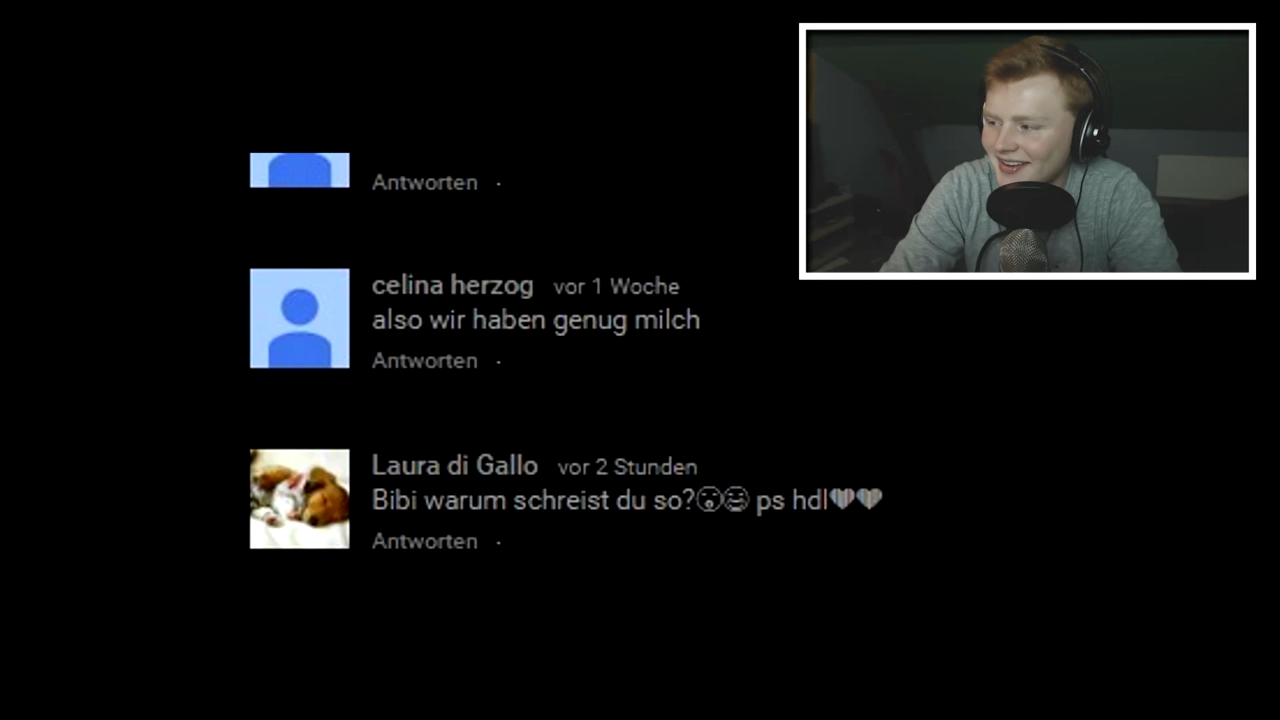 Antworten ·
celina herzog vor 1 Woche
also wir haben genug milch
Antworten ·
Laura di Gallo vor 2 Stunden
Bibi warum schreist du so?😮😹 ps hdl♥♥
Antworten ·